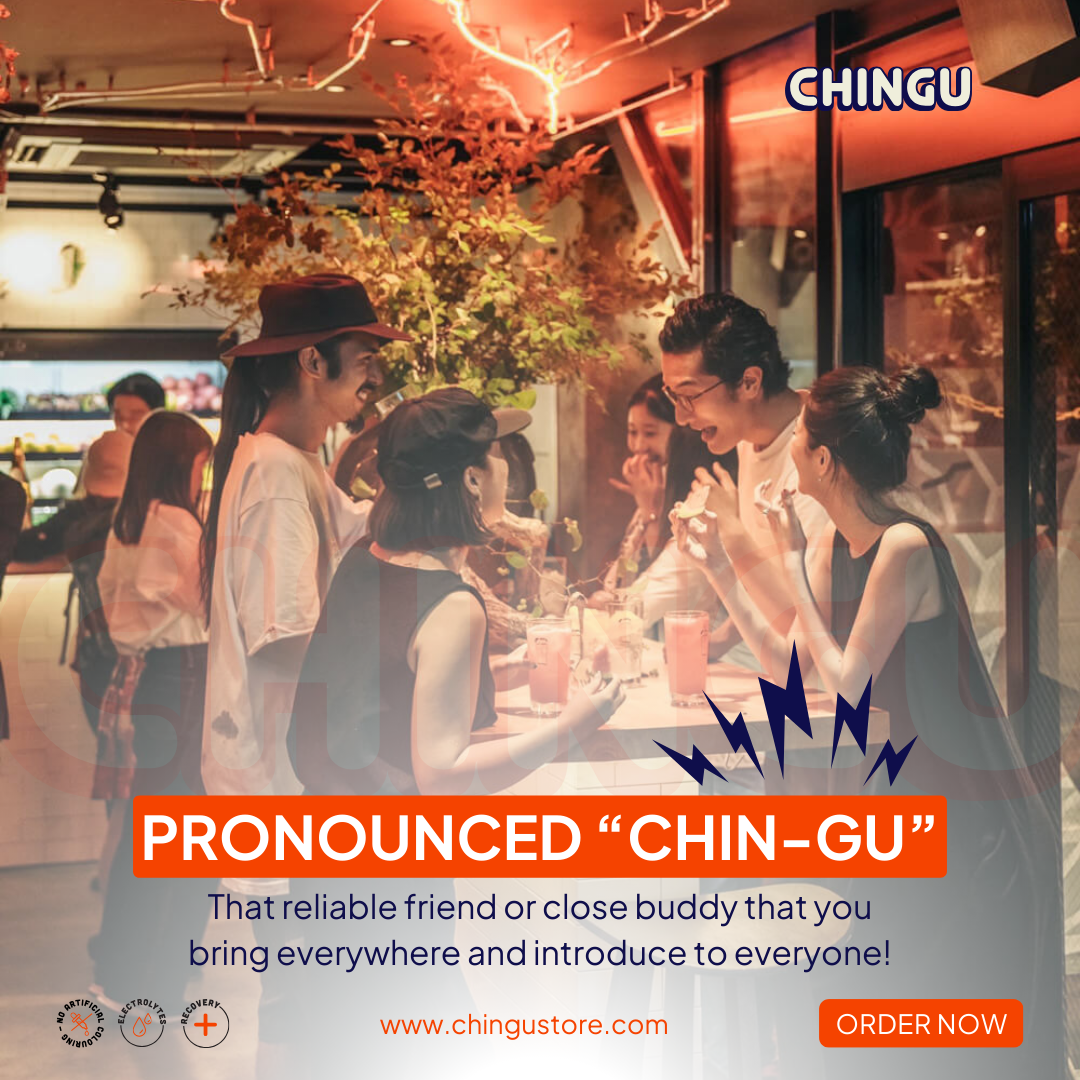 CHINGU
CHINGU
PRONOUNCED “CHIN-GU”
That reliable friend or close buddy that you
bring everywhere and introduce to everyone!
NO ARTIFICIAL COLOURING
ELECTROLYTES
RECOVERY
www.chingustore.com
ORDER NOW